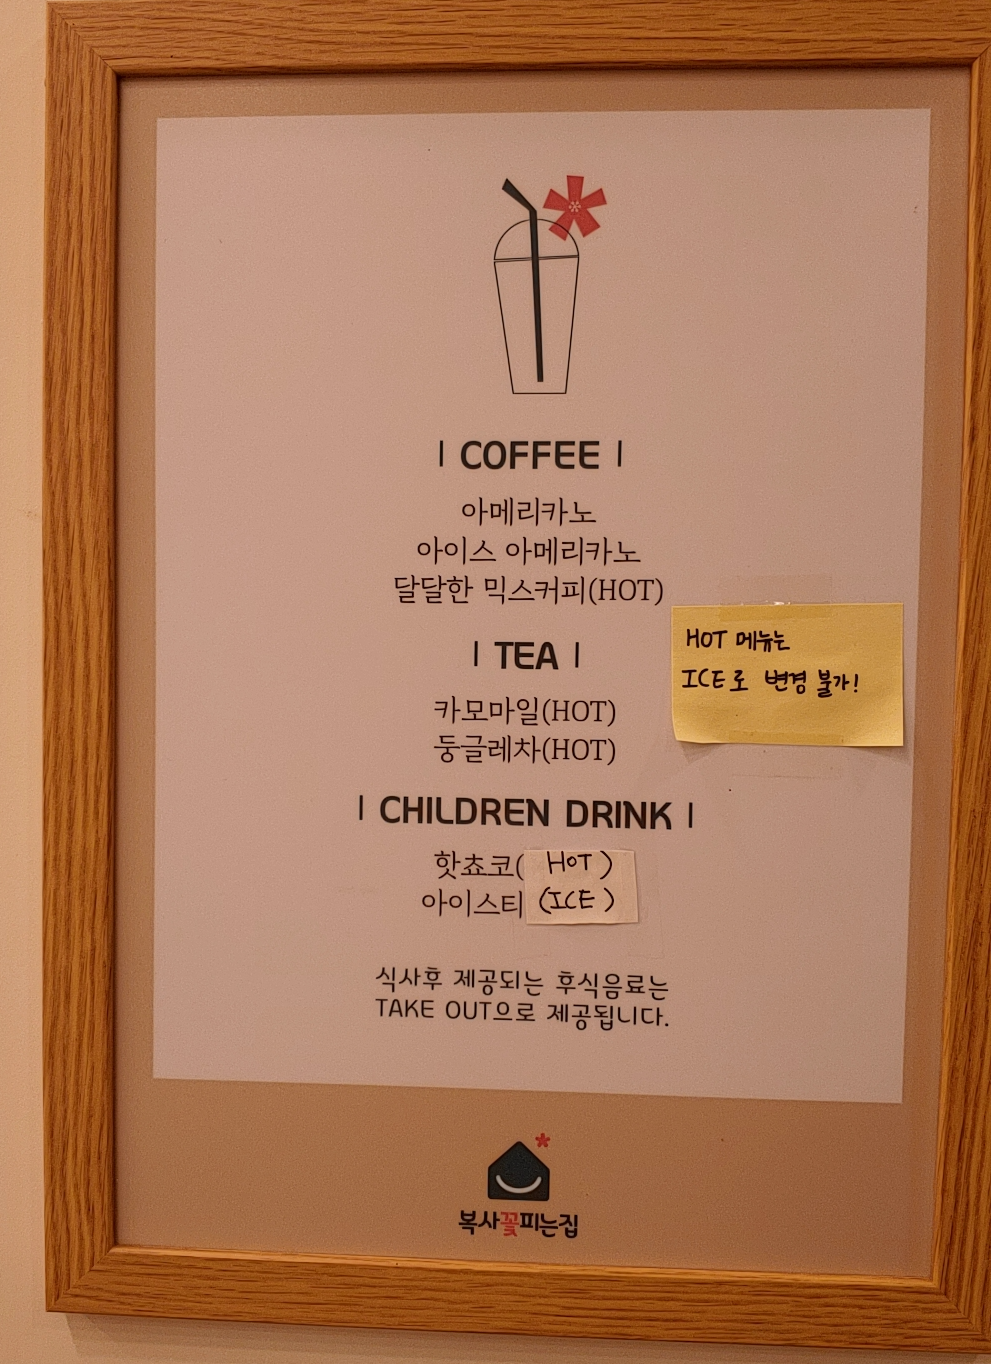 | COFFEE |
아메리카노
아이스 아메리카노
달달한 믹스커피(HOT)
| TEA |
카모마일(HOT)
둥글레차(HOT)
HOT 메뉴는
ICE로 변경 불가!
| CHILDREN DRINK |
핫쵸코( HOT )
아이스티 (ICE)
식사후 제공되는 후식음료는
TAKE OUT으로 제공됩니다.
복사꽃피는집